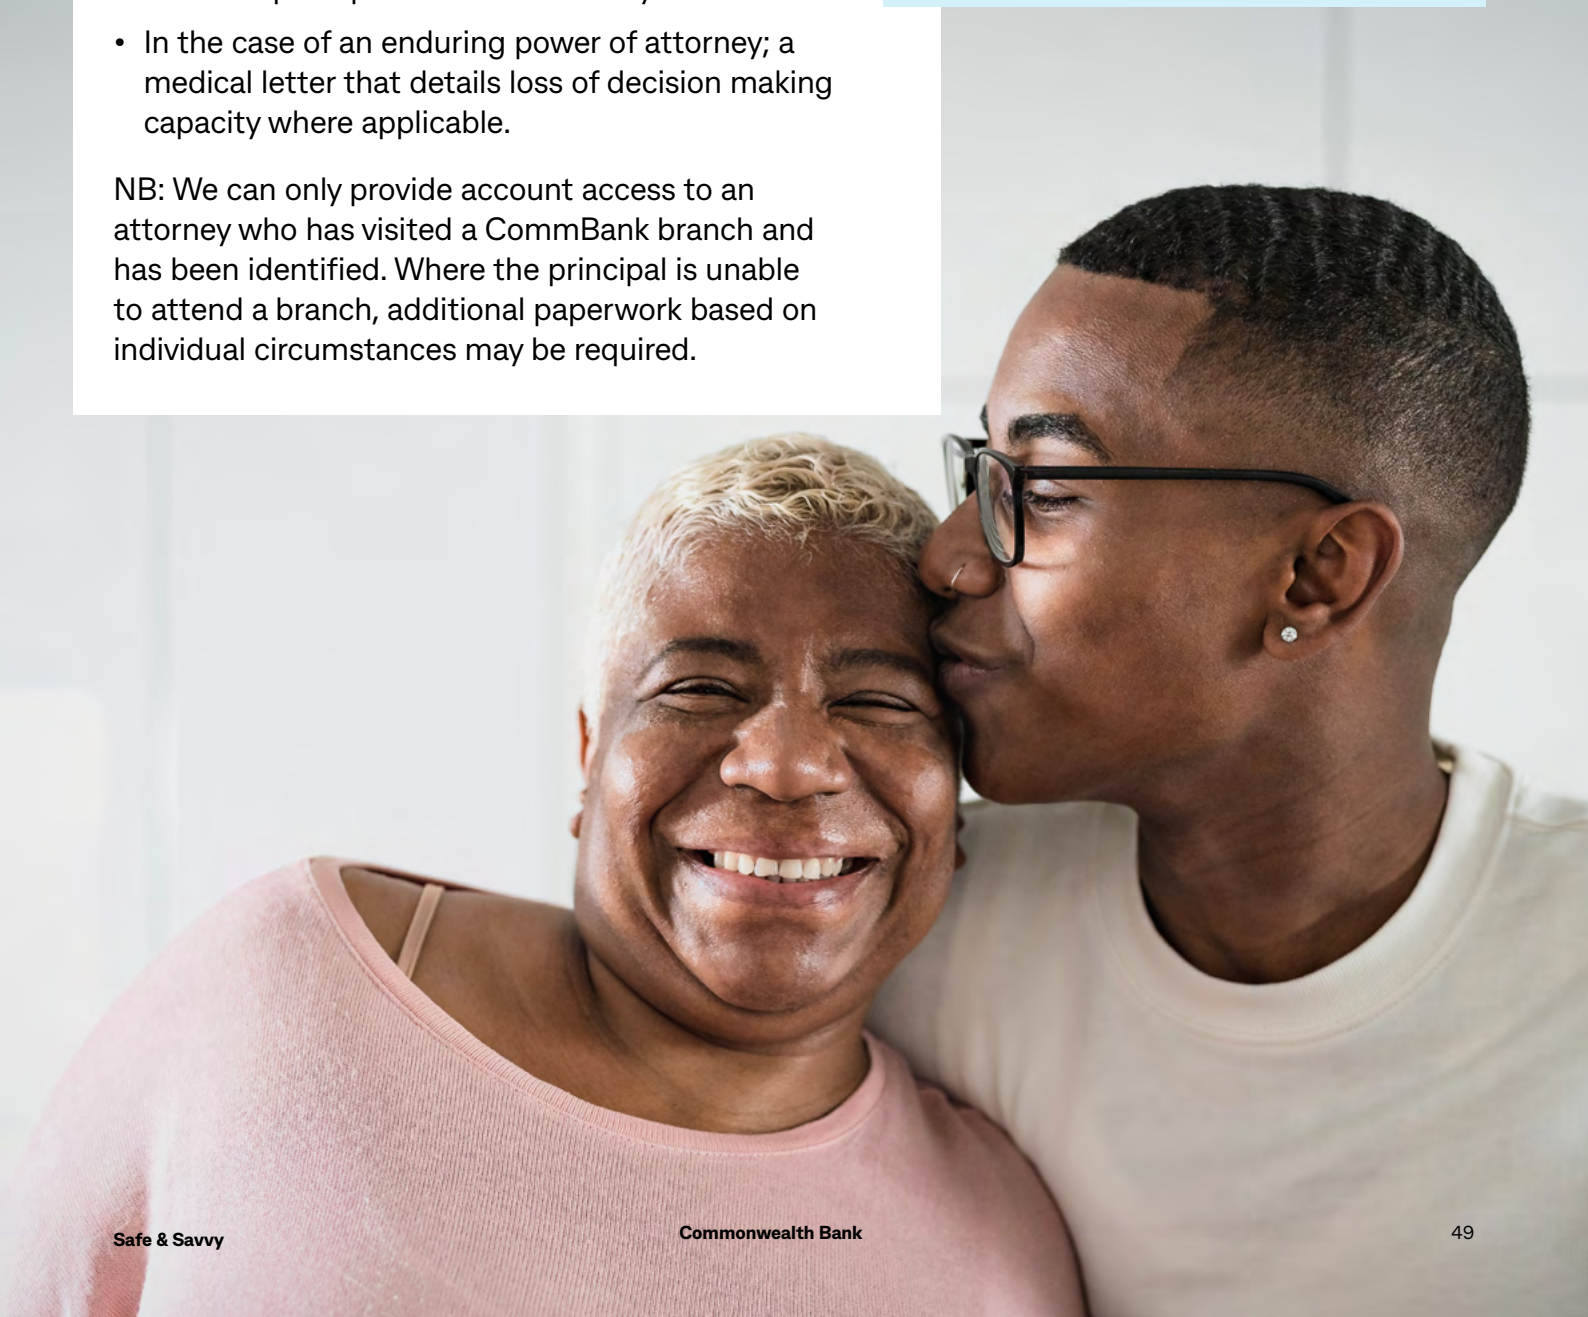 • In the case of an enduring power of attorney; a
medical letter that details loss of decision making
capacity where applicable.
NB: We can only provide account access to an
attorney who has visited a CommBank branch and
has been identified. Where the principal is unable
to attend a branch, additional paperwork based on
individual circumstances may be required.
Safe & Savvy
Commonwealth Bank
49